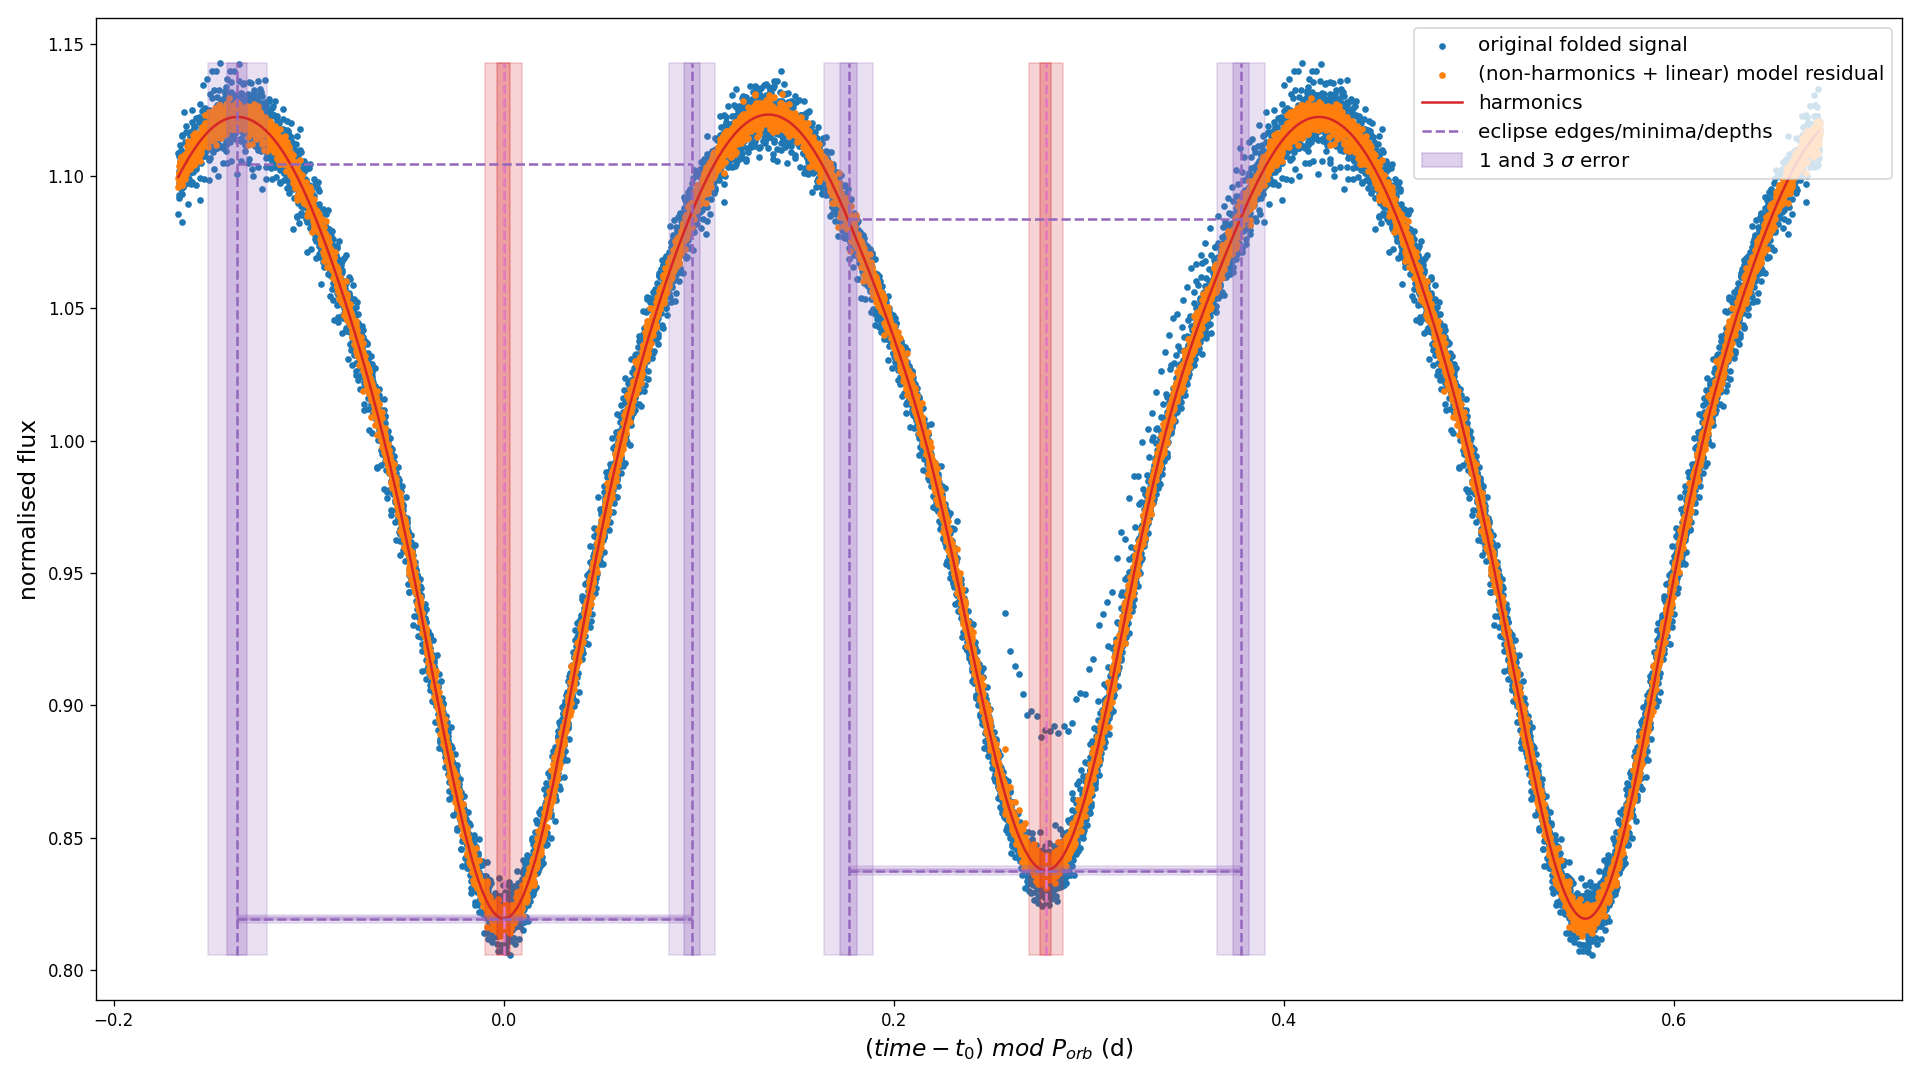 1.15
1.10
1.05
1.00
0.95
0.90
0.85
0.80
normalised flux
original folded signal
(non-harmonics + linear) model residual
harmonics
eclipse edges/minima/depths
1 and 3 σ error
−0.2
0.0
0.2
0.4
0.6
(time − t₀) mod Pₒᵣb (d)